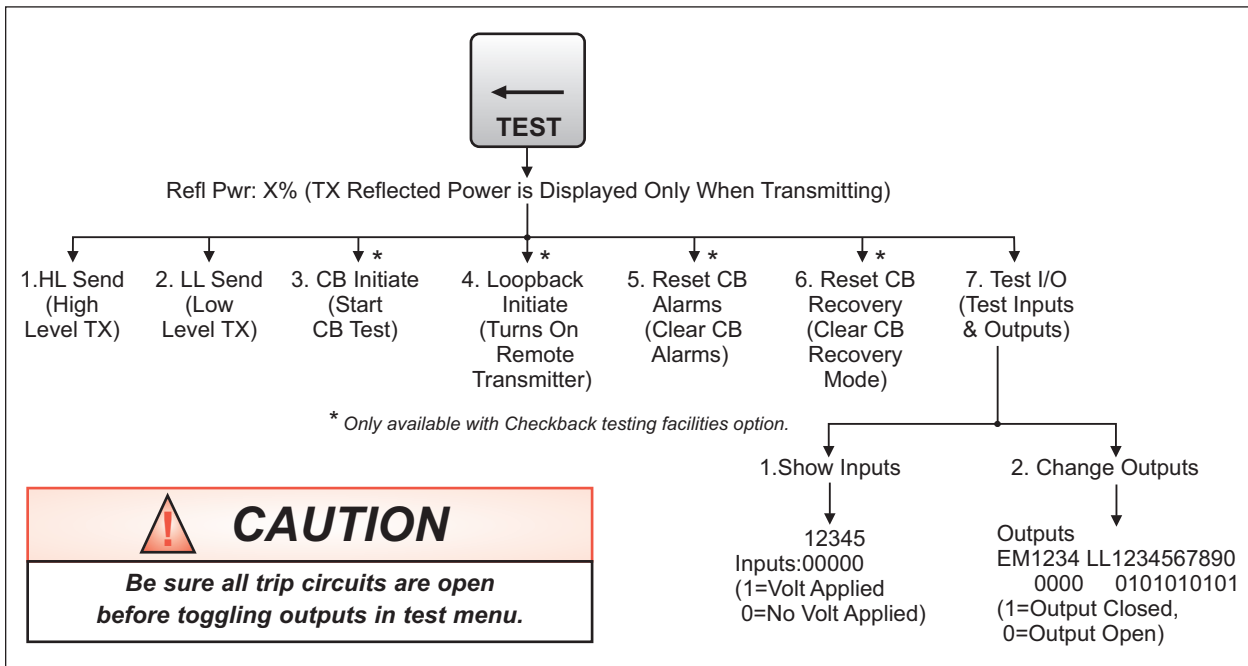 TEST
Refl Pwr: X% (TX Reflected Power is Displayed Only When Transmitting)
1.HL Send
(High
Level TX)
2. LL Send
(Low
Level TX)
*
3. CB Initiate
(Start
CB Test)
*
4. Loopback
Initiate
(Turns On
Remote
Transmitter)
*
5. Reset CB
Alarms
(Clear CB
Alarms)
*
6. Reset CB
Recovery
(Clear CB
Recovery
Mode)
7. Test I/O
(Test Inputs
& Outputs)
* Only available with Checkback testing facilities option.
1.Show Inputs
12345
Inputs:00000
(1=Volt Applied
0=No Volt Applied)
2. Change Outputs
Outputs
EM1234 LL1234567890
0000 0101010101
(1=Output Closed,
0=Output Open)
! CAUTION
Be sure all trip circuits are open
before toggling outputs in test menu.